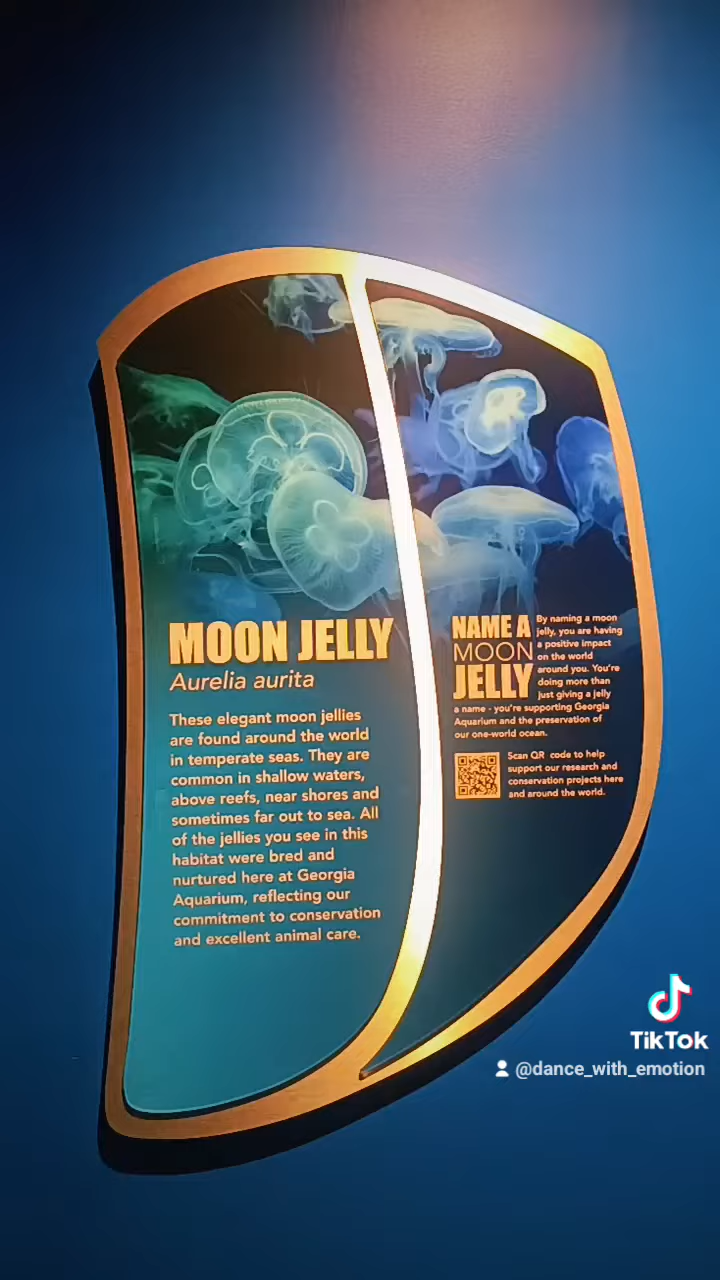 MOON JELLY
Aurelia aurita
These elegant moon jellies
are found around the world
in temperate seas. They are
common in shallow waters,
above reefs, near shores and
sometimes far out to sea. All
of the jellies you see in this
habitat were bred and
nurtured here at Georgia
Aquarium, reflecting our
commitment to conservation
and excellent animal care.
NAME A
MOON
JELLY
By naming a moon
jelly, you are having
a positive impact
on the world
around you. You're
doing more than
just giving a jelly
a name - you're supporting Georgia
Aquarium and the preservation of
our one-world ocean.
Scan QR code to help
support our research and
conservation projects here
and around the world.
TikTok
@dance_with_emotion